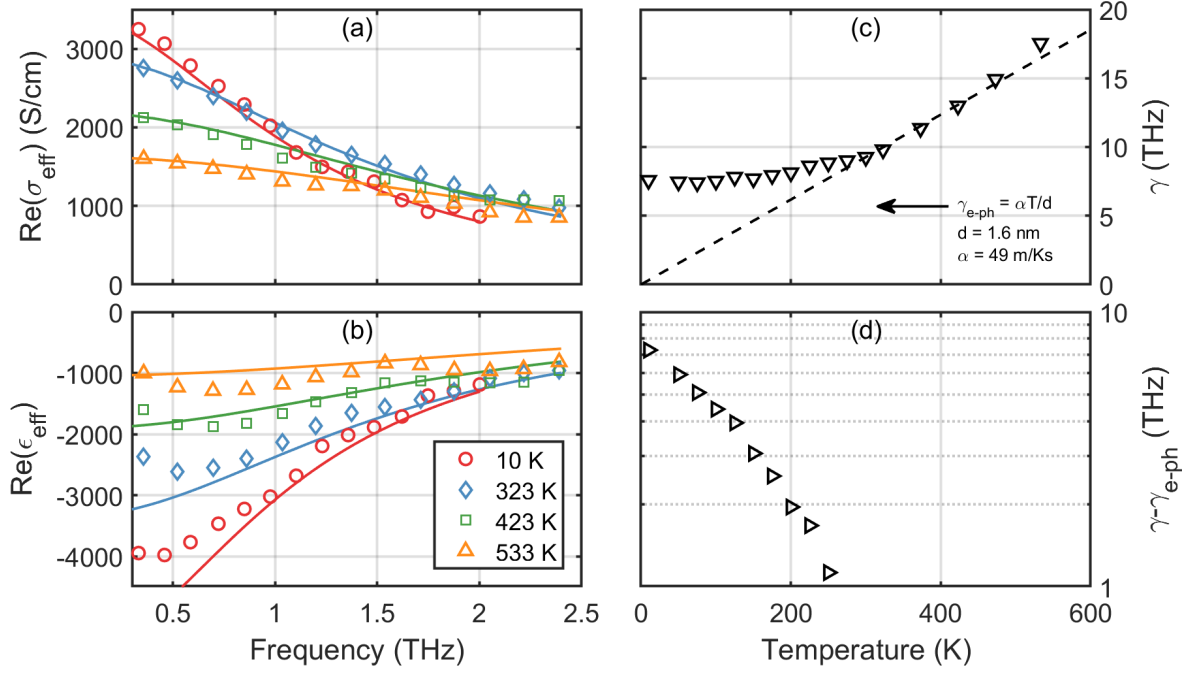 (a)
3000
2000
1000
0
Re(σeff) (S/cm)
(b)
0
-1000
-2000
-3000
-4000
Re(ϵeff)
10 K
323 K
423 K
533 K
0.5
1
1.5
2
2.5
Frequency (THz)
(c)
20
15
10
5
0
γ (THz)
γe-ph = αT/d
d = 1.6 nm
α = 49 m/Ks
(d)
10
1
γ-γe-ph (THz)
0
200
400
600
Temperature (K)